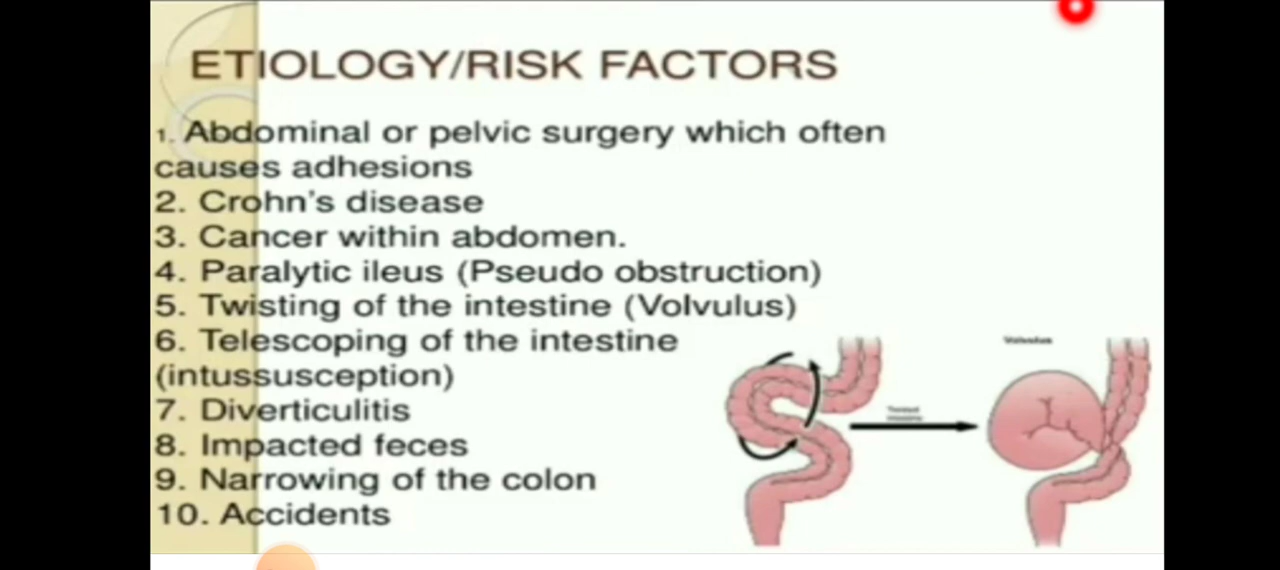 ETIOLOGY/RISK FACTORS
1. Abdominal or pelvic surgery which often
causes adhesions
2. Crohn's disease
3. Cancer within abdomen.
4. Paralytic ileus (Pseudo obstruction)
5. Twisting of the intestine (Volvulus)
6. Telescoping of the intestine
(intussusception)
7. Diverticulitis
8. Impacted feces
9. Narrowing of the colon
10. Accidents
Volvulus